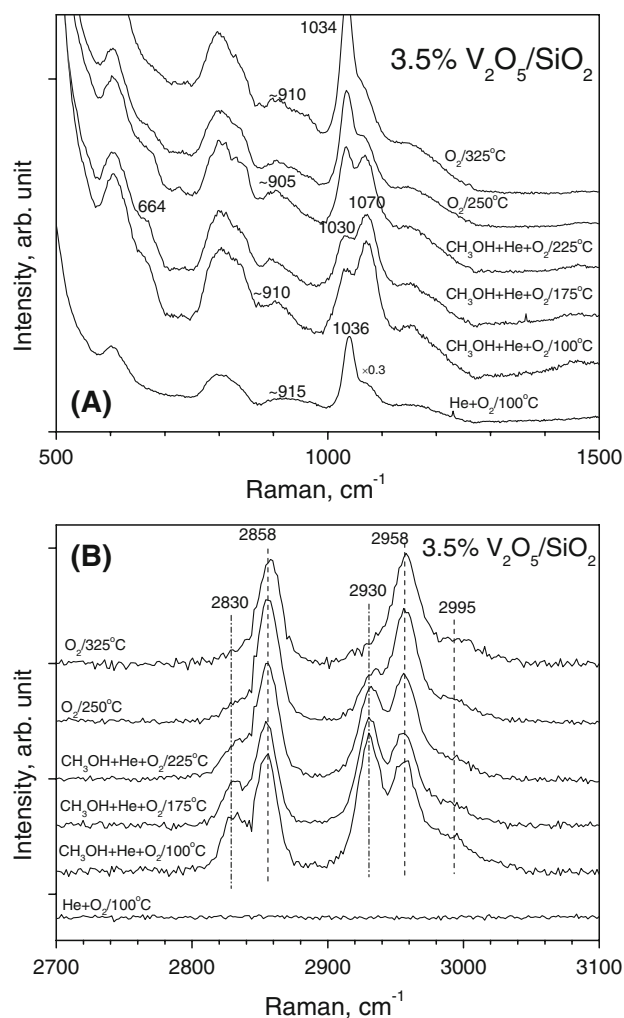 1034
3.5% V₂O₅/SiO₂
~910
O₂/325°C
~905
O₂/250°C
664
1070
1030
CH₃OH+He+O₂/225°C
CH₃OH+He+O₂/175°C
~910
1036
CH₃OH+He+O₂/100°C
×0.3
~915
He+O₂/100°C
(A)
Intensity, arb. unit
500
1000
1500
Raman, cm⁻¹
(B)
2858
2958
3.5% V₂O₅/SiO₂
2830
2930
2995
O₂/325°C
O₂/250°C
CH₃OH+He+O₂/225°C
CH₃OH+He+O₂/175°C
CH₃OH+He+O₂/100°C
He+O₂/100°C
Intensity, arb. unit
2700
2800
2900
3000
3100
Raman, cm⁻¹